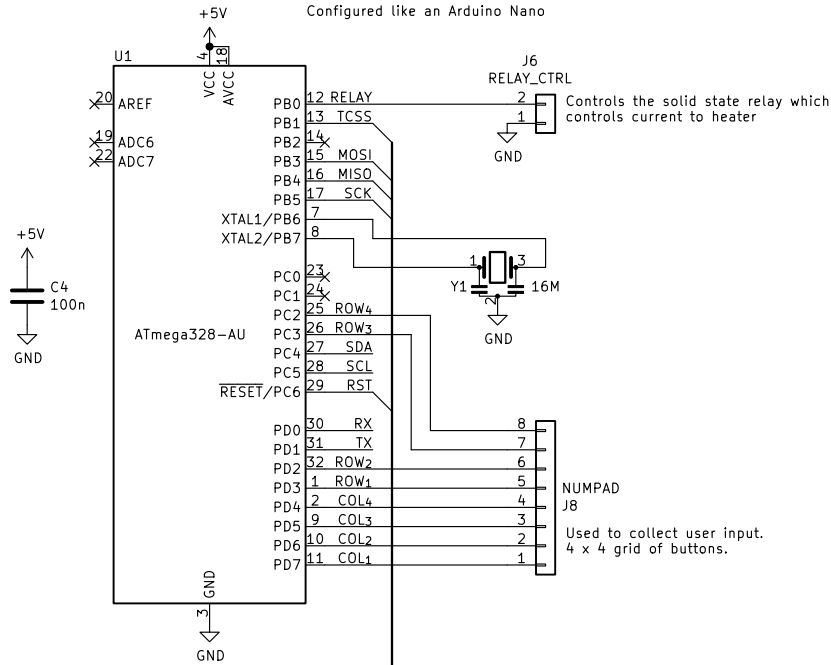 Configured like an Arduino Nano
+5V
U1
4
18
VCC
AVCC
20 AREF
19 ADC6
22 ADC7
PB0 12 RELAY
PB1 13 TCSS
PB2 14
PB3 15 MOSI
PB4 16 MISO
PB5 17 SCK
XTAL1/PB6 7
XTAL2/PB7 8
PC0 23
PC1 24
PC2 25 ROW4
PC3 26 ROW3
PC4 27 SDA
PC5 28 SCL
RESET/PC6 29 RST
PD0 30 RX
PD1 31 TX
PD2 32 ROW2
PD3 1 ROW1
PD4 2 COL4
PD5 9 COL3
PD6 10 COL2
PD7 11 COL1
ATmega328-AU
GND
3
GND
+5V
C4
100n
GND
J6
RELAY_CTRL
2
1
GND
Controls the solid state relay which
controls current to heater
1
3
Y1
2
16M
GND
8
7
6
5
4
3
2
1
NUMPAD
J8
Used to collect user input.
4 x 4 grid of buttons.